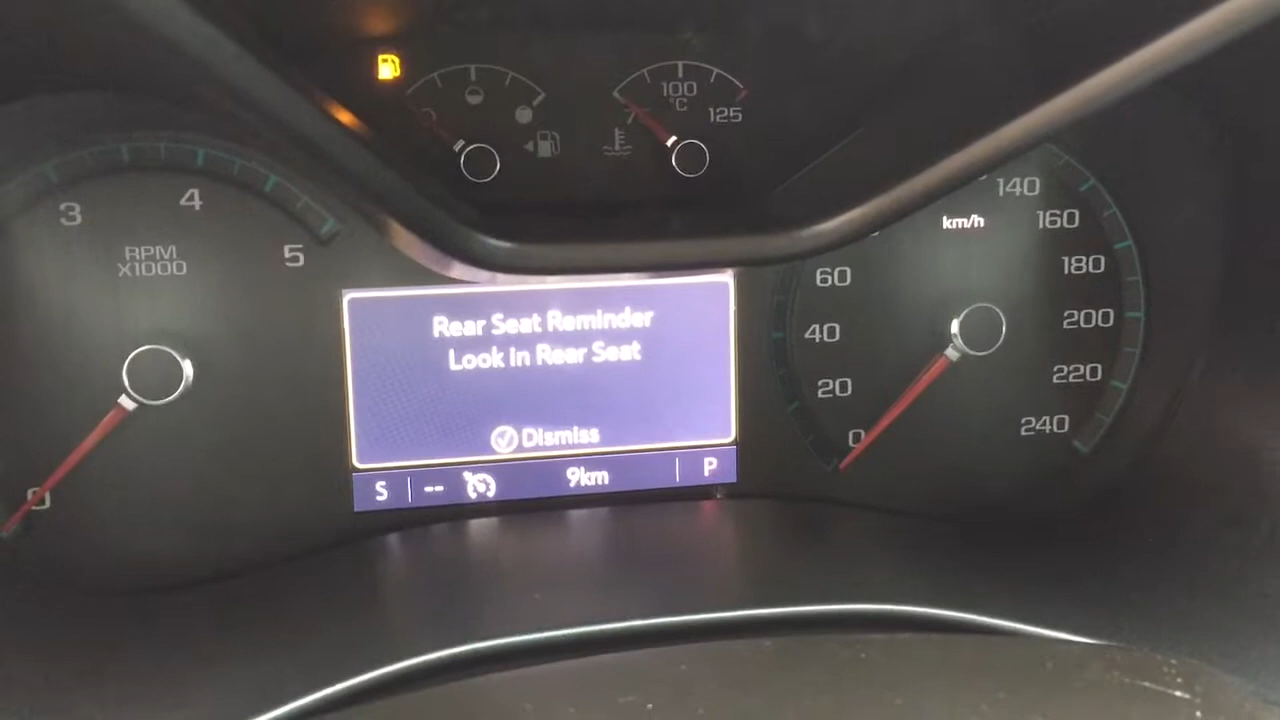 100
°C
125
3
4
5
RPM
X1000
0
Rear Seat Reminder
Look in Rear Seat
Dismiss
S
--
9km
P
km/h
0
20
40
60
140
160
180
200
220
240